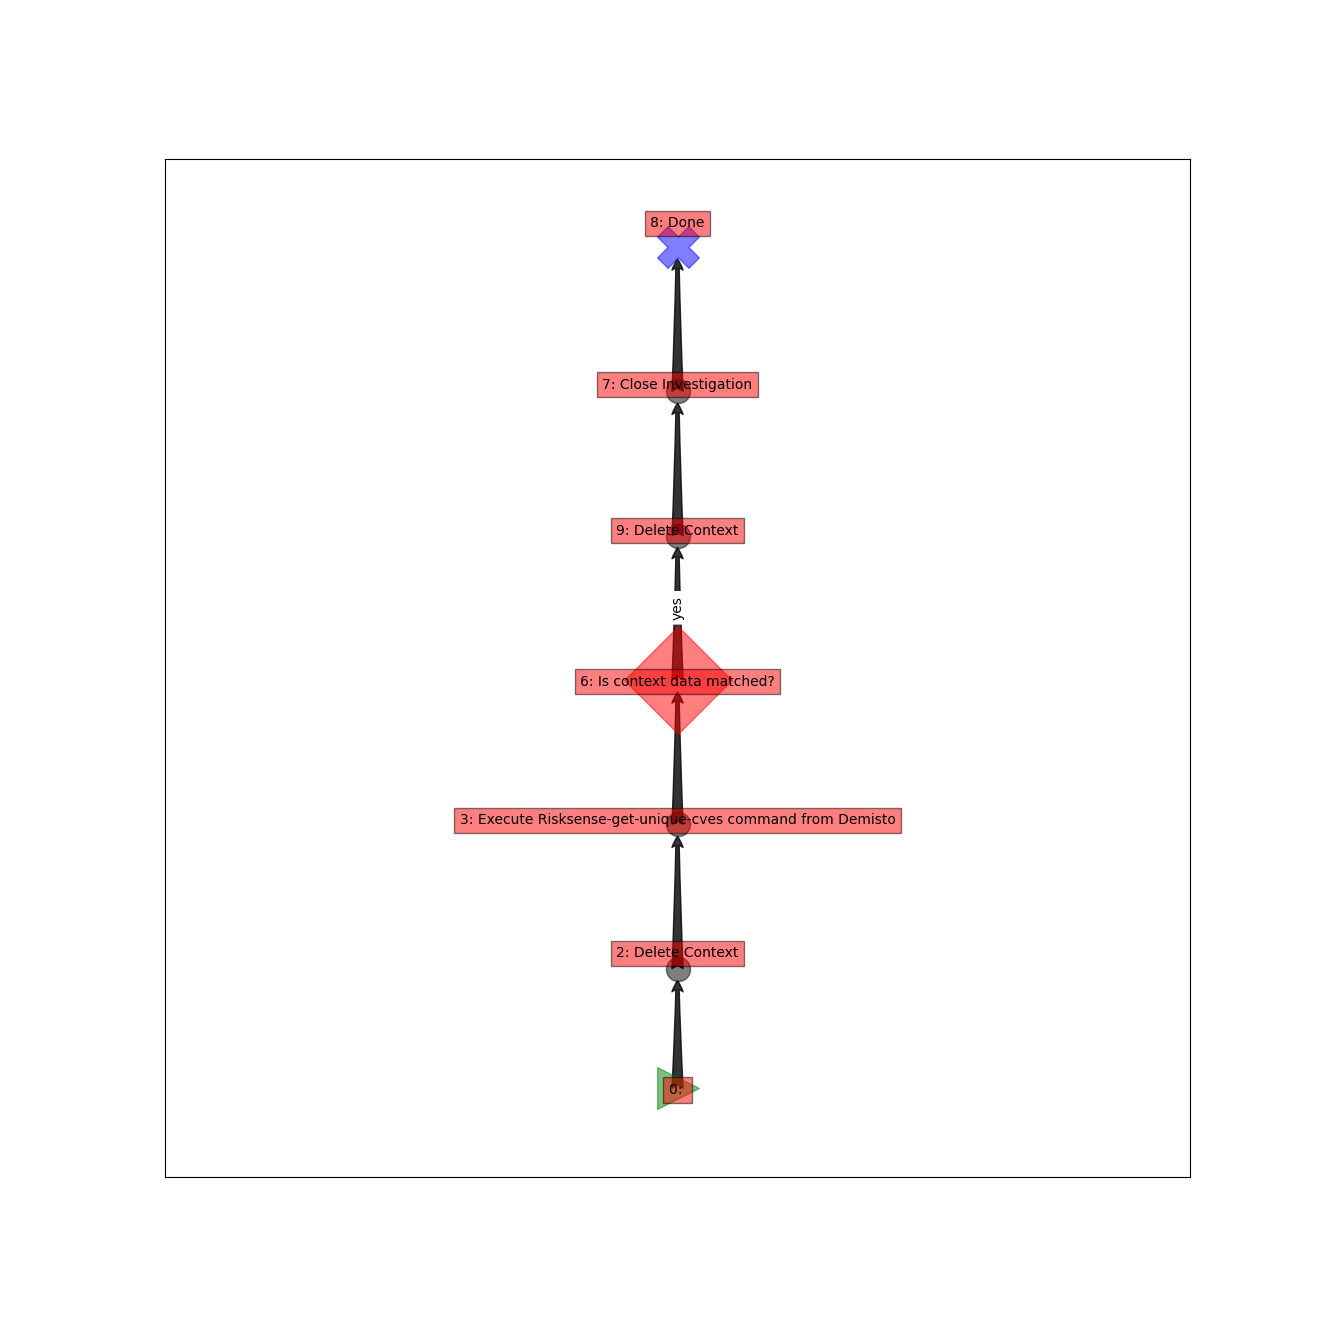 8: Done
7: Close Investigation
9: Delete Context
yes
6: Is context data matched?
3: Execute Risksense-get-unique-cves command from Demisto
2: Delete Context
0: